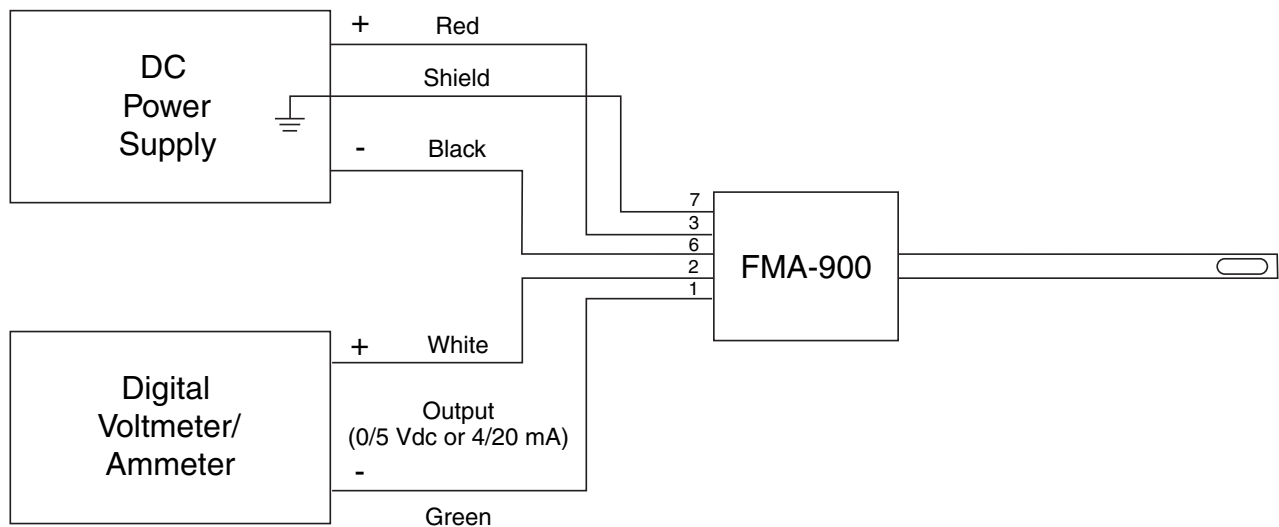 DC
Power
Supply
+
Red
Shield
-
Black
7
3
6
2
1
FMA-900
Digital
Voltmeter/
Ammeter
+
White
Output
(0/5 Vdc or 4/20 mA)
-
Green